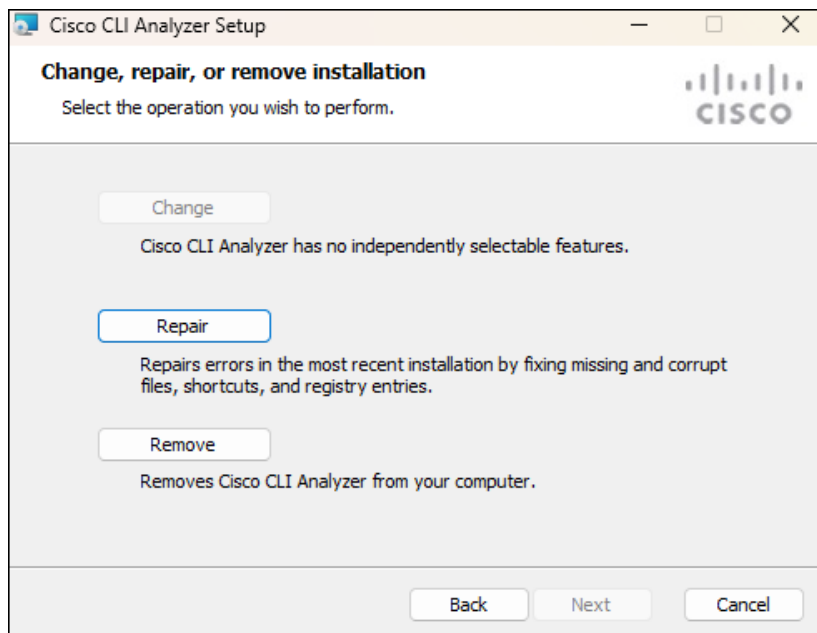 Cisco CLI Analyzer Setup
Change, repair, or remove installation
Select the operation you wish to perform.
CISCO
Change
Cisco CLI Analyzer has no independently selectable features.
Repair
Repairs errors in the most recent installation by fixing missing and corrupt
files, shortcuts, and registry entries.
Remove
Removes Cisco CLI Analyzer from your computer.
Back
Next
Cancel